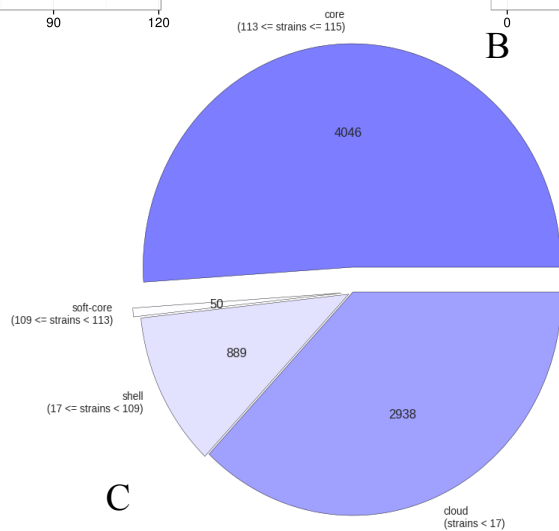 90
120
0
core
(113 <= strains <= 115)
B
4046
soft-core
(109 <= strains < 113)
50
889
shell
(17 <= strains < 109)
2938
C
cloud
(strains < 17)